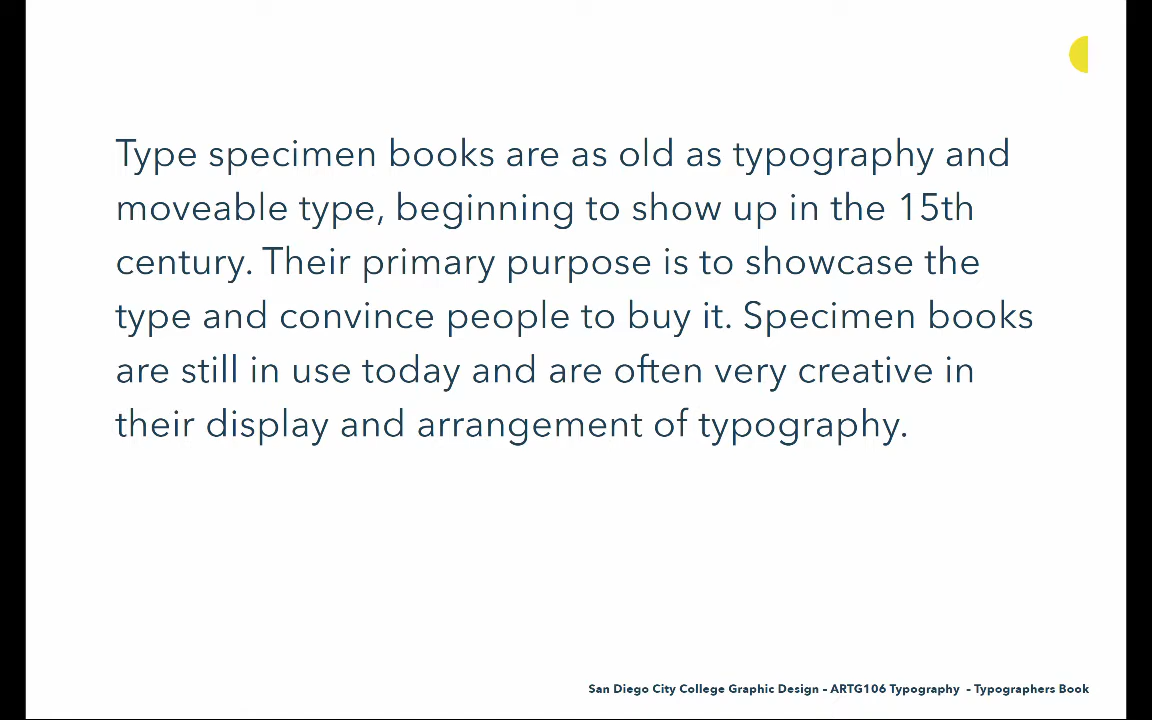 Type specimen books are as old as typography and
moveable type, beginning to show up in the 15th
century. Their primary purpose is to showcase the
type and convince people to buy it. Specimen books
are still in use today and are often very creative in
their display and arrangement of typography.
San Diego City College Graphic Design – ARTG106 Typography – Typographers Book